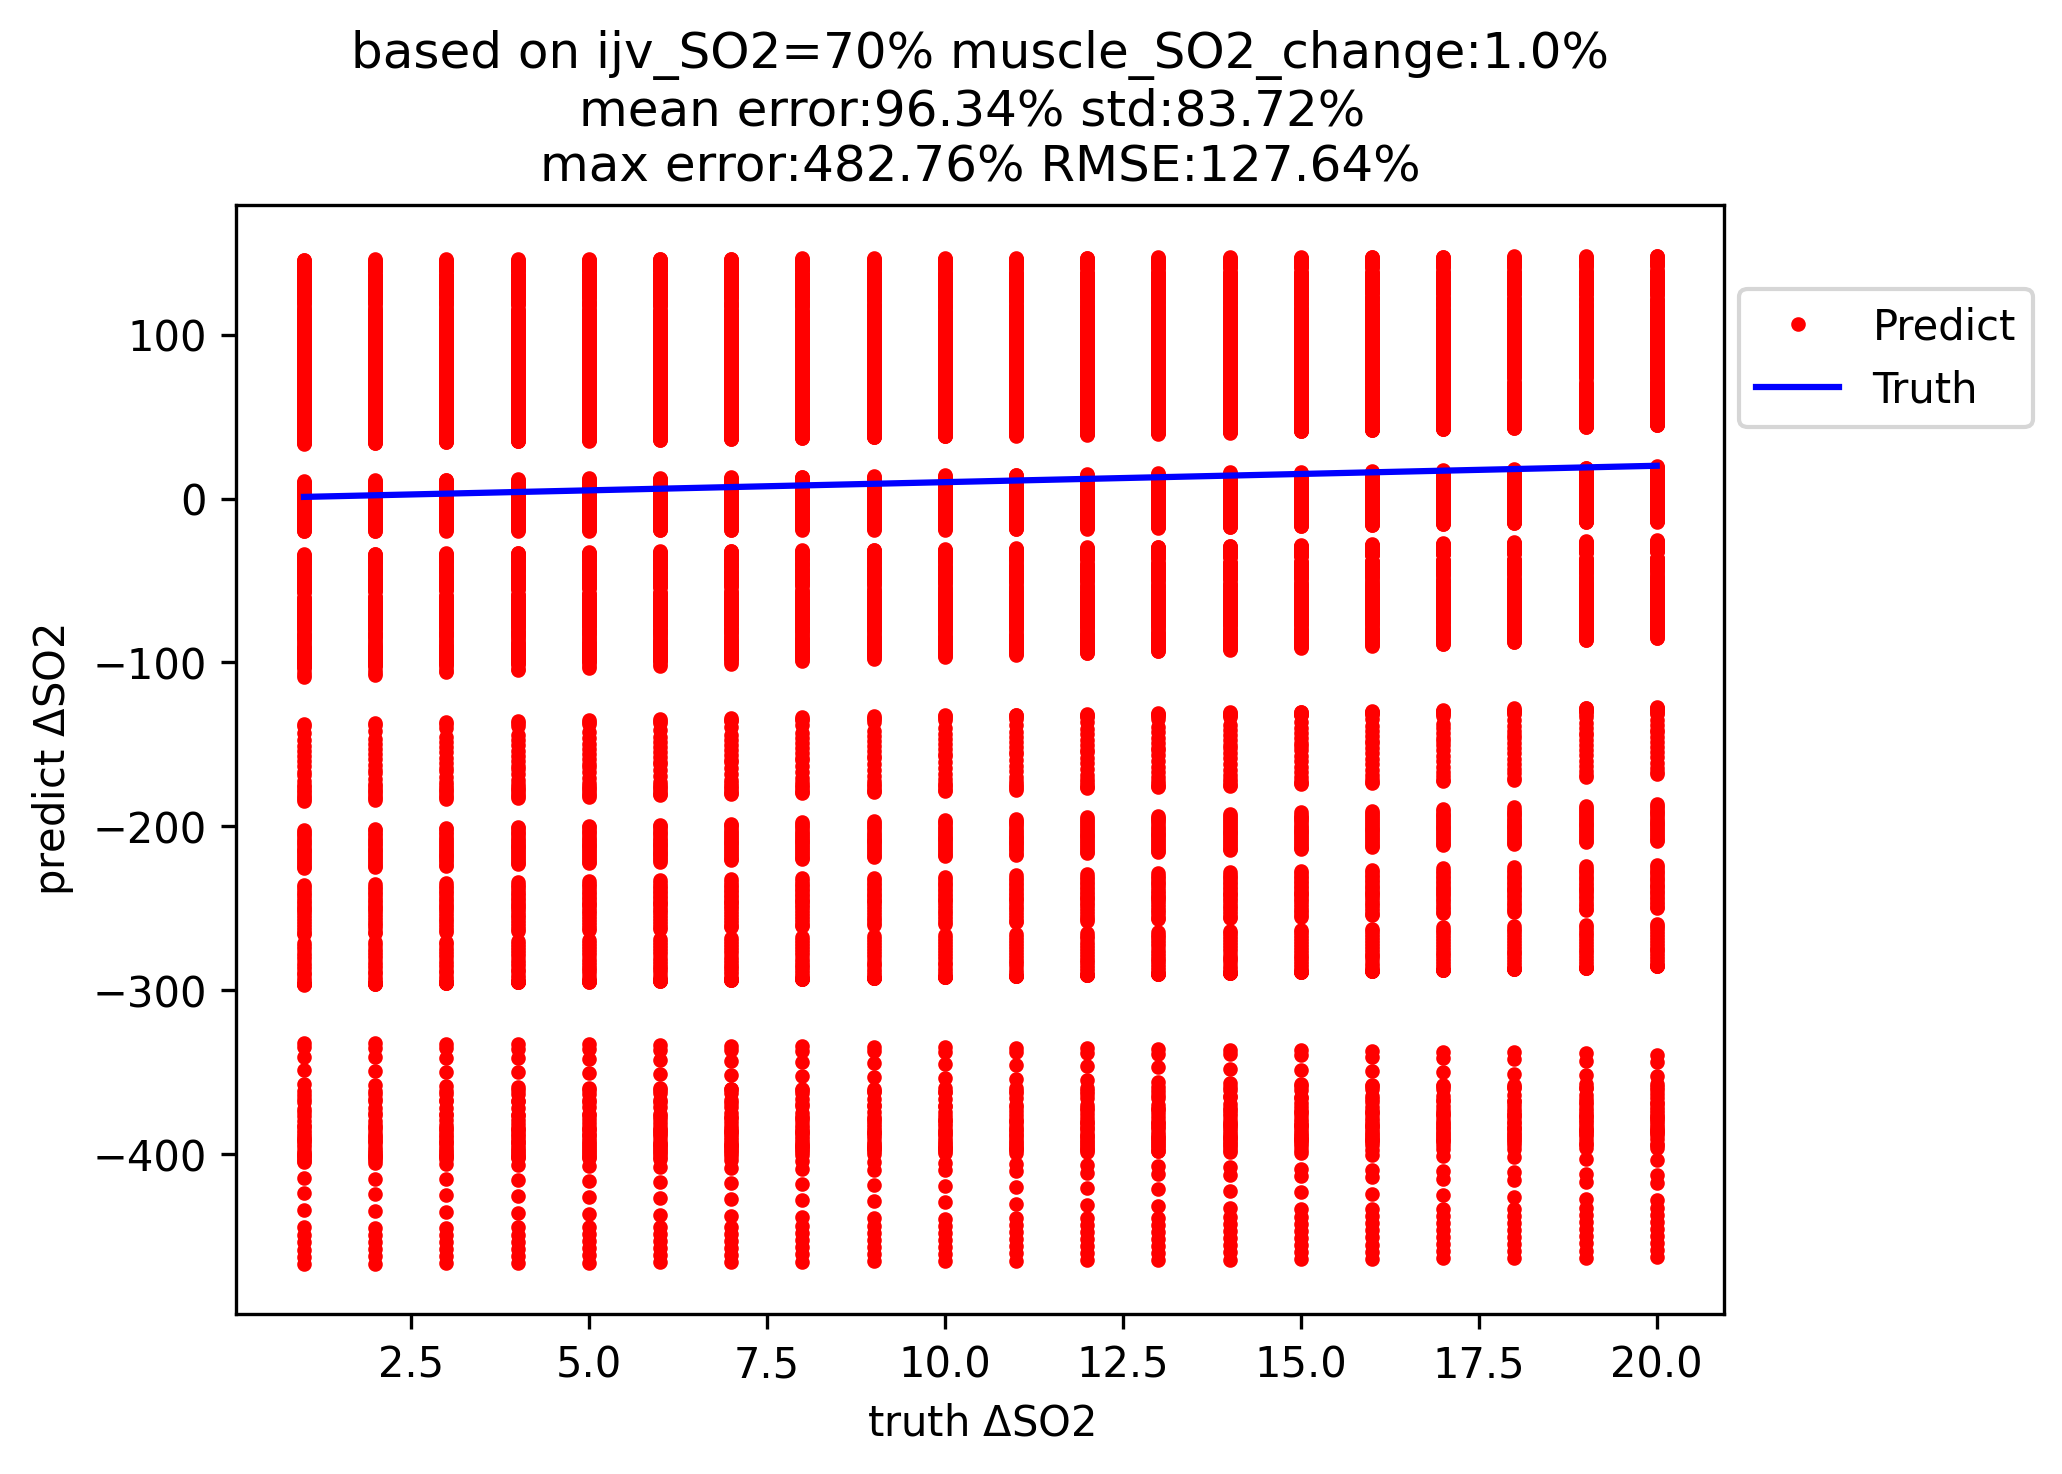 based on ijv_SO2=70% muscle_SO2_change:1.0%
mean error:96.34% std:83.72%
max error:482.76% RMSE:127.64%
Predict
Truth
predict ΔSO2
100
0
−100
−200
−300
−400
2.5 5.0 7.5 10.0 12.5 15.0 17.5 20.0
truth ΔSO2